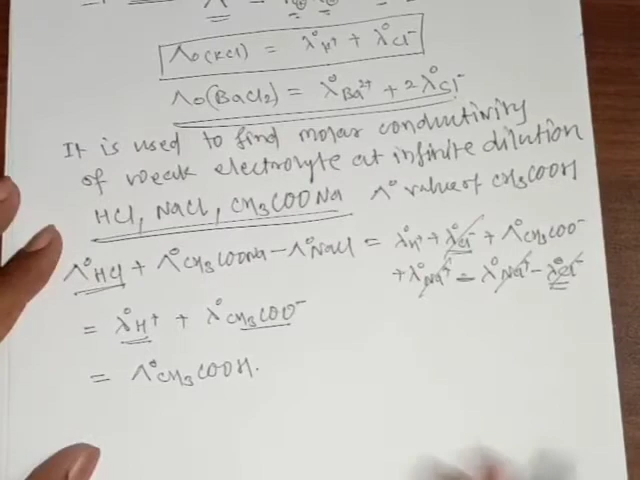 Λ₀(KCl) = λ°H⁺ + λ°Cl⁻
Λ₀(BaCl₂) = λ°Ba²⁺ + 2λ°Cl⁻
It is used to find molar conductivity
of weak electrolyte at infinite dilution
HCl, NaCl, CH₃COONa Λ° value of CH₃COOH
Λ°HCl + Λ°CH₃COONa - Λ°NaCl = λ°H⁺ + λ°Cl⁻ + Λ°CH₃COO⁻
+ λ°Na⁺ - λ°Na⁺ - λ°Cl⁻
= λ°H⁺ + λ°CH₃COO⁻
= Λ°CH₃COOH.